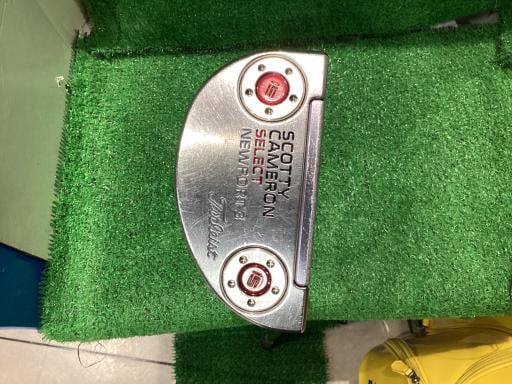 SCOTTY
CAMERON
SELECT
NEWPORT 3
Titleist